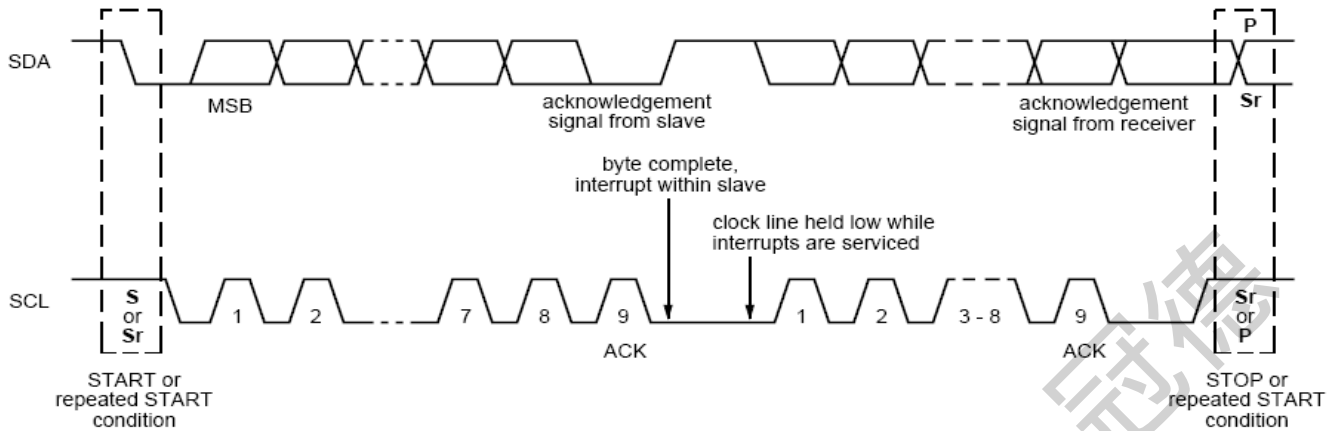 P
SDA
MSB
acknowledgement
signal from slave
acknowledgement
signal from receiver
Sr
byte complete,
interrupt within slave
clock line held low while
interrupts are serviced
SCL
S
or
Sr
1
2
7
8
9
1
2
3 - 8
9
Sr
or
P
ACK
ACK
START or
repeated START
condition
STOP or
repeated START
condition
冠德